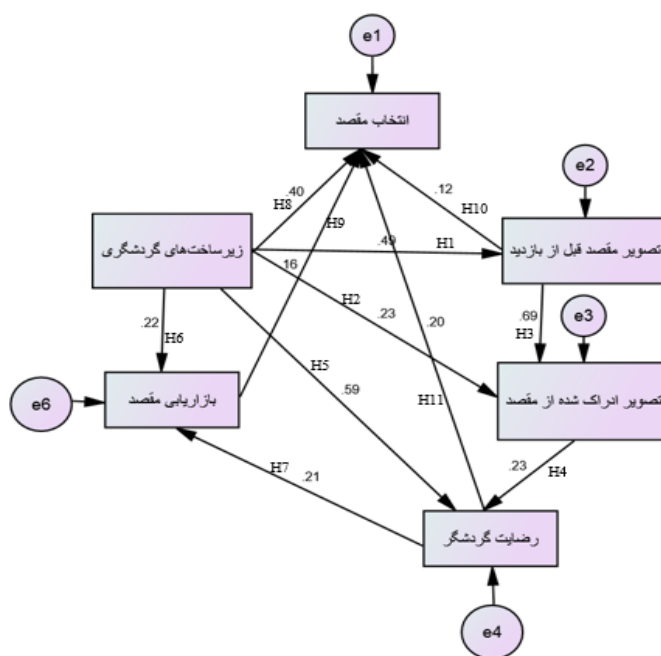 e1
انتخاب مقصد
e2
.40
H8
H9
.12
H10
زیرساخت‌های گردشگری
.49
H1
تصویر مقصد قبل از بازدید
.16
H2
.23
.20
.69
H3
e3
.22
H6
H5
.59
H11
e6
بازاریابی مقصد
تصویر ادراک شده از مقصد
H7
.21
.23
H4
رضایت گردشگر
e4